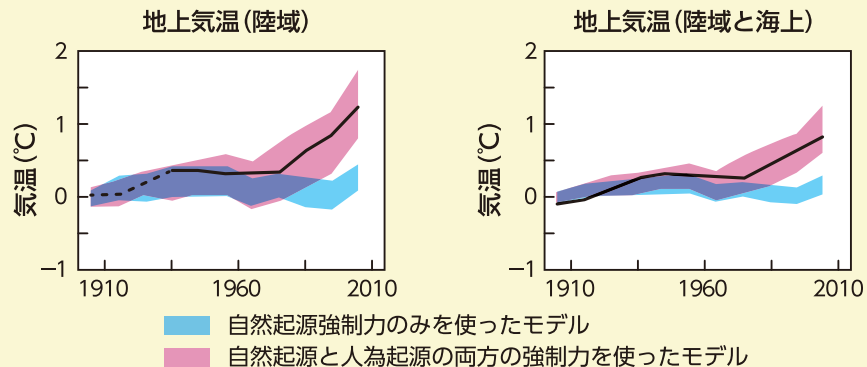 地上気温(陸域)
2
1
0
−1
気温(℃)
1910
1960
2010
地上気温(陸域と海上)
2
1
0
−1
気温(℃)
1910
1960
2010
自然起源強制力のみを使ったモデル
自然起源と人為起源の両方の強制力を使ったモデル